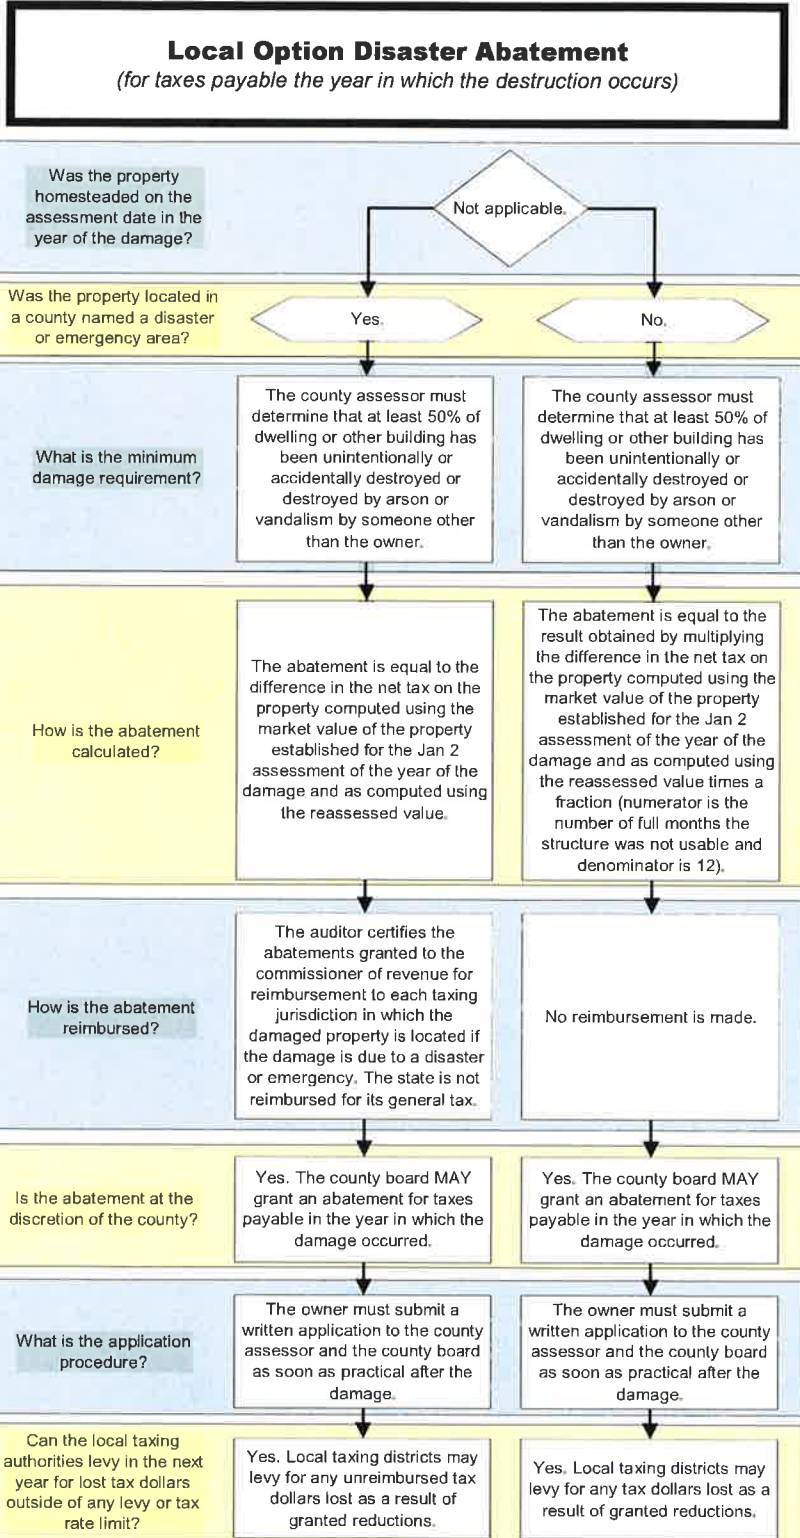 Local Option Disaster Abatement
(for taxes payable the year in which the destruction occurs)
Was the property
homesteaded on the
assessment date in the
year of the damage?
Not applicable.
Was the property located in
a county named a disaster
or emergency area?
Yes.
No.
What is the minimum
damage requirement?
The county assessor must
determine that at least 50% of
dwelling or other building has
been unintentionally or
accidentally destroyed or
destroyed by arson or
vandalism by someone other
than the owner.
The county assessor must
determine that at least 50% of
dwelling or other building has
been unintentionally or
accidentally destroyed or
destroyed by arson or
vandalism by someone other
than the owner.
How is the abatement
calculated?
The abatement is equal to the
difference in the net tax on the
property computed using the
market value of the property
established for the Jan 2
assessment of the year of the
damage and as computed using
the reassessed value.
The abatement is equal to the
result obtained by multiplying
the difference in the net tax on
the property computed using the
market value of the property
established for the Jan 2
assessment of the year of the
damage and as computed using
the reassessed value times a
fraction (numerator is the
number of full months the
structure was not usable and
denominator is 12).
How is the abatement
reimbursed?
The auditor certifies the
abatements granted to the
commissioner of revenue for
reimbursement to each taxing
jurisdiction in which the
damaged property is located if
the damage is due to a disaster
or emergency. The state is not
reimbursed for its general tax.
No reimbursement is made.
Is the abatement at the
discretion of the county?
Yes. The county board MAY
grant an abatement for taxes
payable in the year in which the
damage occurred.
Yes. The county board MAY
grant an abatement for taxes
payable in the year in which the
damage occurred.
What is the application
procedure?
The owner must submit a
written application to the county
assessor and the county board
as soon as practical after the
damage.
The owner must submit a
written application to the county
assessor and the county board
as soon as practical after the
damage.
Can the local taxing
authorities levy in the next
year for lost tax dollars
outside of any levy or tax
rate limit?
Yes. Local taxing districts may
levy for any unreimbursed tax
dollars lost as a result of
granted reductions.
Yes. Local taxing districts may
levy for any tax dollars lost as a
result of granted reductions.